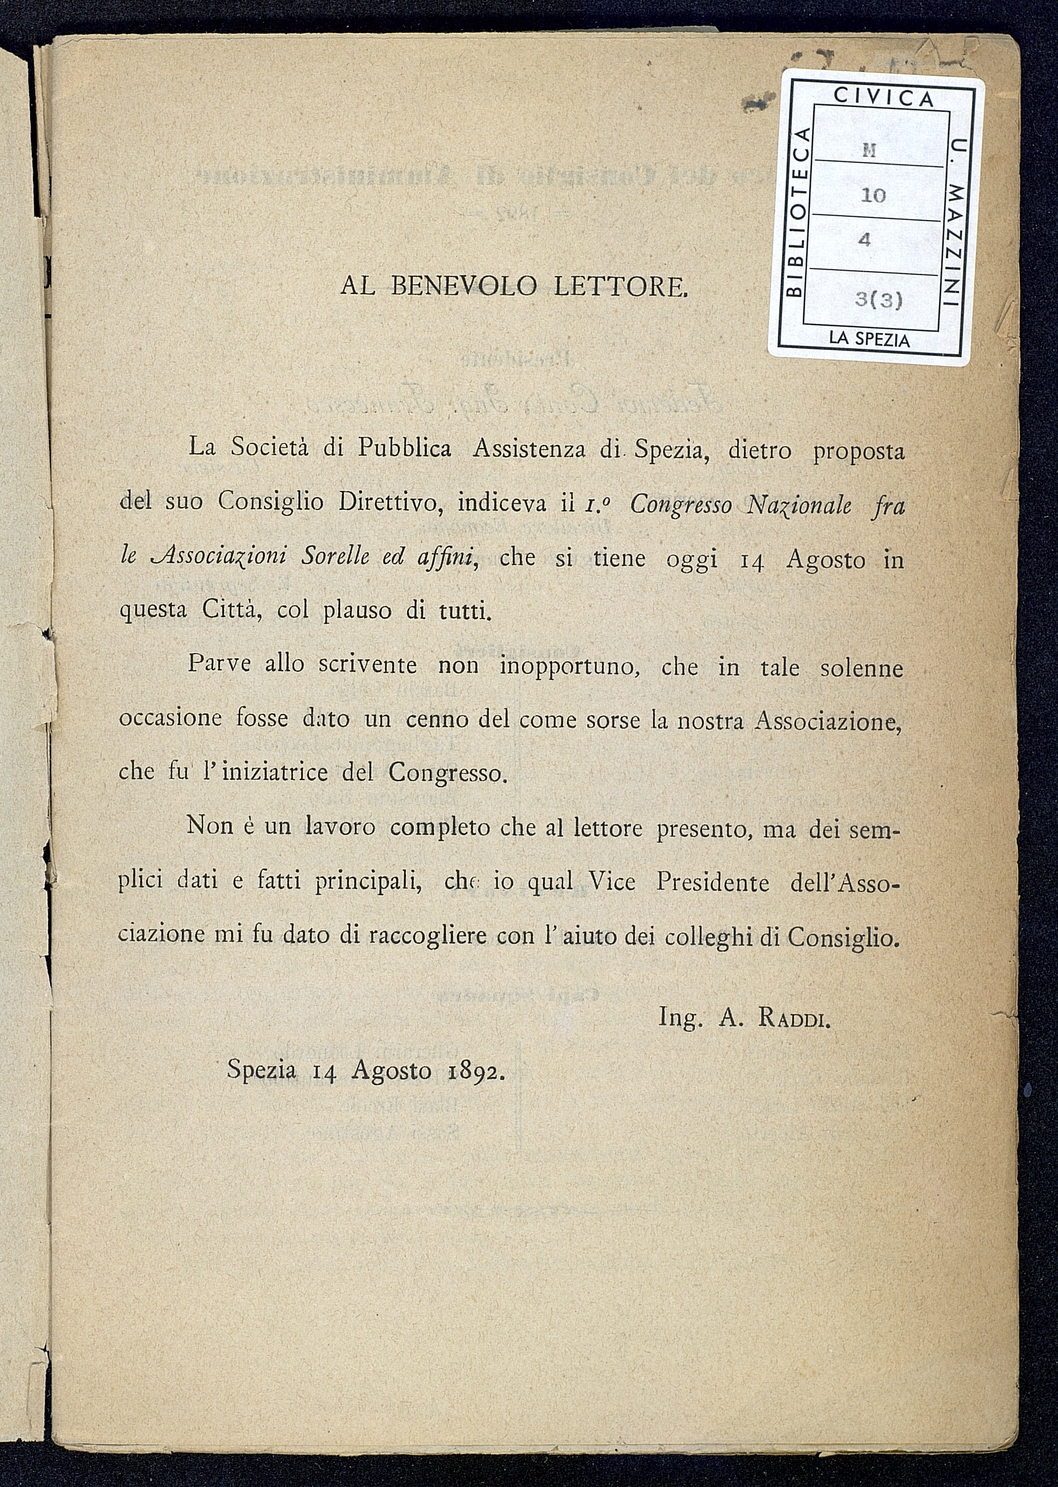 CIVICA
BIBLIOTECA
U. MAZZINI
M
10
4
3(3)
LA SPEZIA
AL BENEVOLO LETTORE.
La Società di Pubblica Assistenza di Spezia, dietro proposta
del suo Consiglio Direttivo, indiceva il 1.º Congresso Nazionale fra
le Associazioni Sorelle ed affini, che si tiene oggi 14 Agosto in
questa Città, col plauso di tutti.
Parve allo scrivente non inopportuno, che in tale solenne
occasione fosse dato un cenno del come sorse la nostra Associazione,
che fu l'iniziatrice del Congresso.
Non è un lavoro completo che al lettore presento, ma dei sem-
plici dati e fatti principali, che io qual Vice Presidente dell'Asso-
ciazione mi fu dato di raccogliere con l'aiuto dei colleghi di Consiglio.
Ing. A. RADDI.
Spezia 14 Agosto 1892.